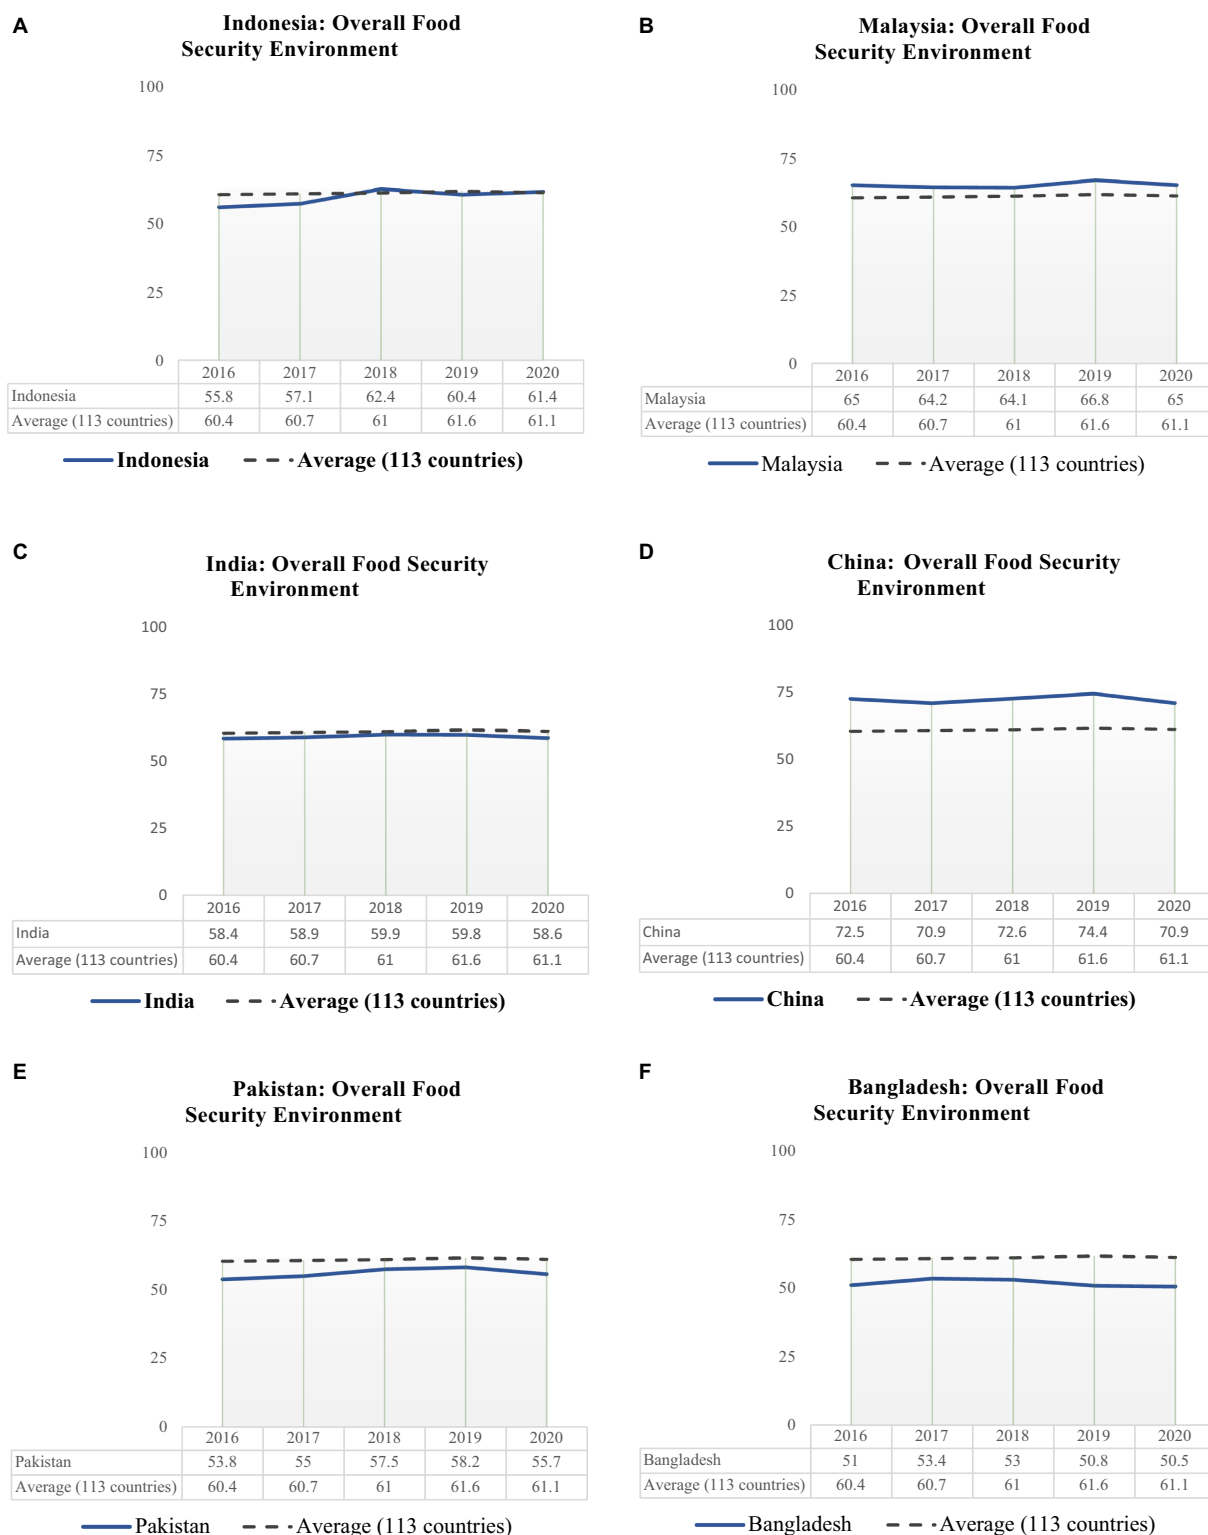 A
Indonesia: Overall Food
Security Environment
100
75
50
25
0
2016 2017 2018 2019 2020
Indonesia 55.8 57.1 62.4 60.4 61.4
Average (113 countries) 60.4 60.7 61 61.6 61.1
Indonesia Average (113 countries)
B
Malaysia: Overall Food
Security Environment
100
75
50
25
0
2016 2017 2018 2019 2020
Malaysia 65 64.2 64.1 66.8 65
Average (113 countries) 60.4 60.7 61 61.6 61.1
Malaysia Average (113 countries)
C
India: Overall Food Security
Environment
100
75
50
25
0
2016 2017 2018 2019 2020
India 58.4 58.9 59.9 59.8 58.6
Average (113 countries) 60.4 60.7 61 61.6 61.1
India Average (113 countries)
D
China: Overall Food Security
Environment
100
75
50
25
0
2016 2017 2018 2019 2020
China 72.5 70.9 72.6 74.4 70.9
Average (113 countries) 60.4 60.7 61 61.6 61.1
China Average (113 countries)
E
Pakistan: Overall Food
Security Environment
100
75
50
25
0
2016 2017 2018 2019 2020
Pakistan 53.8 55 57.5 58.2 55.7
Average (113 countries) 60.4 60.7 61 61.6 61.1
Pakistan Average (113 countries)
F
Bangladesh: Overall Food
Security Environment
100
75
50
25
0
2016 2017 2018 2019 2020
Bangladesh 51 53.4 53 50.8 50.5
Average (113 countries) 60.4 60.7 61 61.6 61.1
Bangladesh Average (113 countries)